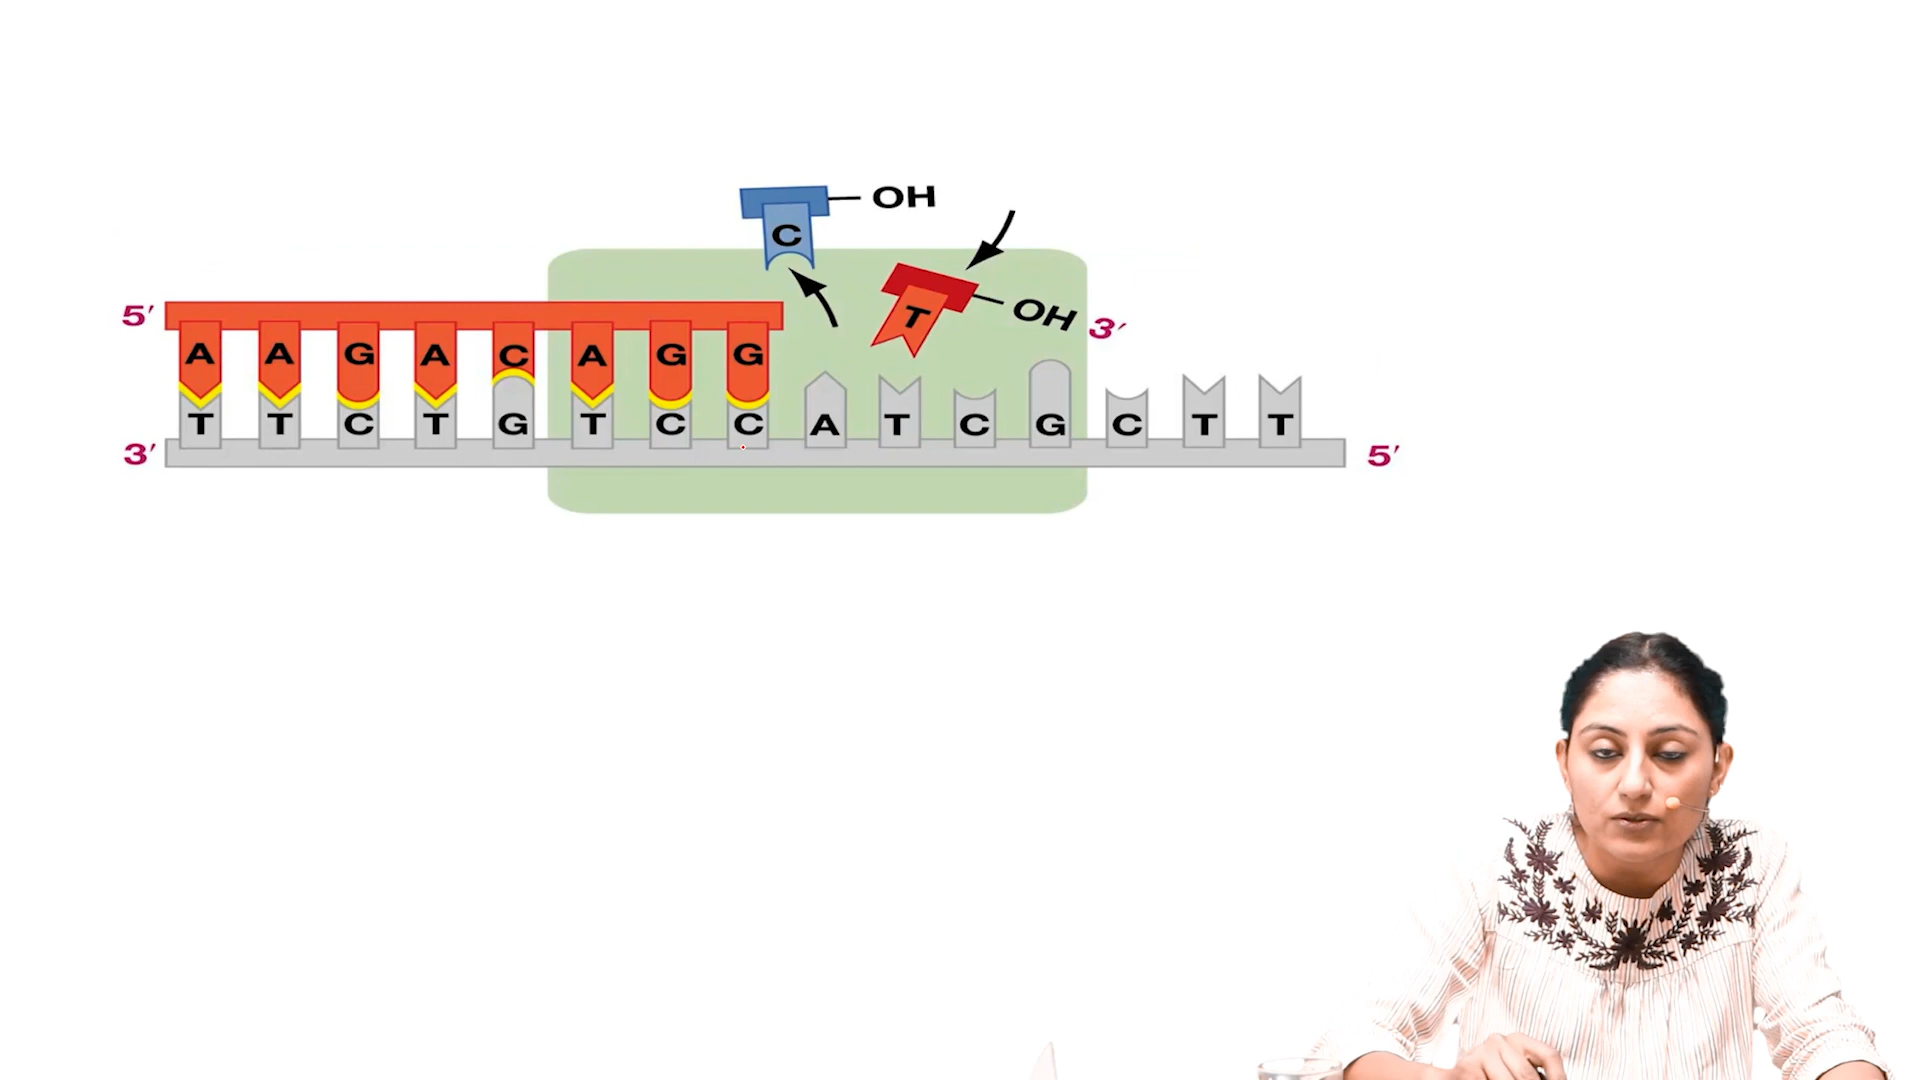 C OH
T OH 3′
5′
A A G A C A G G
T T C T G T C C A T C G C T T
3′ 5′